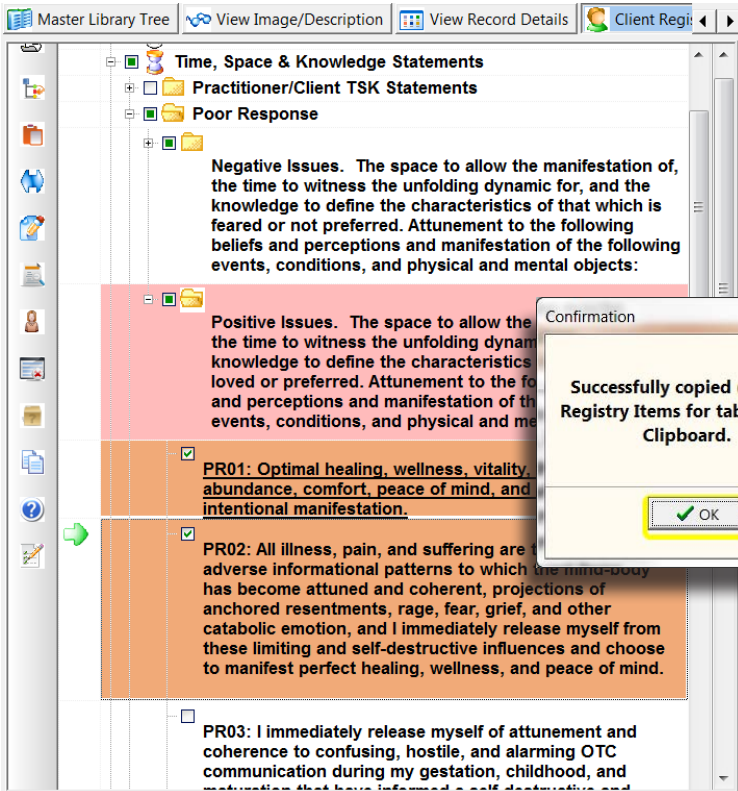 Master Library Tree View Image/Description View Record Details Client Regis
Time, Space & Knowledge Statements
Practitioner/Client TSK Statements
Poor Response
Negative Issues. The space to allow the manifestation of,
the time to witness the unfolding dynamic for, and the
knowledge to define the characteristics of that which is
feared or not preferred. Attunement to the following
beliefs and perceptions and manifestation of the following
events, conditions, and physical and mental objects:
Positive Issues. The space to allow the
the time to witness the unfolding dynam
knowledge to define the characteristics
loved or preferred. Attunement to the fo
and perceptions and manifestation of th
events, conditions, and physical and me
Confirmation
Successfully copied
Registry Items for tab
Clipboard.
OK
PR01: Optimal healing, wellness, vitality,
abundance, comfort, peace of mind, and
intentional manifestation.
PR02: All illness, pain, and suffering are
adverse informational patterns to which the mind-body
has become attuned and coherent, projections of
anchored resentments, rage, fear, grief, and other
catabolic emotion, and I immediately release myself from
these limiting and self-destructive influences and choose
to manifest perfect healing, wellness, and peace of mind.
PR03: I immediately release myself of attunement and
coherence to confusing, hostile, and alarming OTC
communication during my gestation, childhood, and
maturation that have informed a self-destructive and